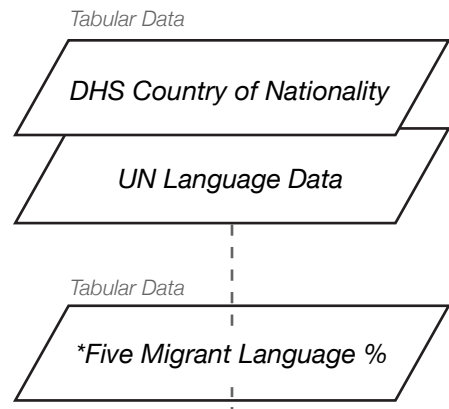 Tabular Data
DHS Country of Nationality
UN Language Data
Tabular Data
*Five Migrant Language %